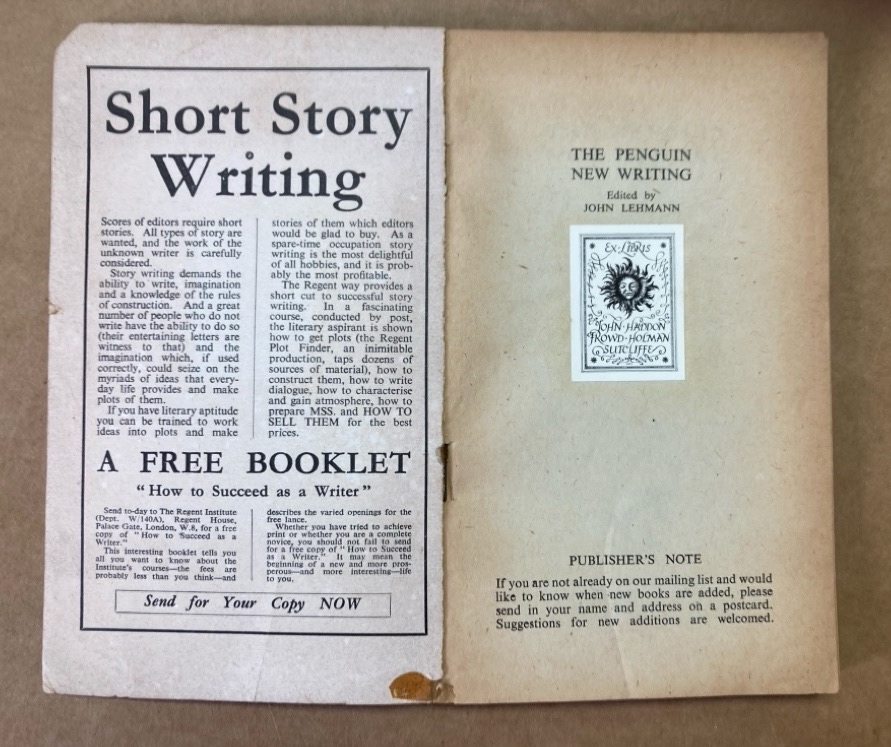 Short Story
Writing
Scores of editors require short
stories. All types of story are
wanted, and the work of the
unknown writer is carefully
considered.
Story writing demands the
ability to write, imagination
and a knowledge of the rules
of construction. And a great
number of people who do not
write have the ability to do so
(their entertaining letters are
witness to that) and the
imagination which, if used
correctly, could seize on the
myriads of ideas that every-
day life provides and make
plots of them.
If you have literary aptitude
you can be trained to work
ideas into plots and make
stories of them which editors
would be glad to buy. As a
spare-time occupation story
writing is the most delightful
of all hobbies, and it is prob-
ably the most profitable.
The Regent way provides a
short cut to successful story
writing. In a fascinating
course, conducted by post,
the literary aspirant is shown
how to get plots (the Regent
Plot Finder, an inimitable
production, taps dozens of
sources of material), how to
construct them, how to write
dialogue, how to characterise
and gain atmosphere, how to
prepare MSS. and HOW TO
SELL THEM for the best
prices.
A FREE BOOKLET
"How to Succeed as a Writer"
Send to-day to The Regent Institute
(Dept. W/140A), Regent House,
Palace Gate, London, W.8, for a free
copy of "How to Succeed as a
Writer."
This interesting booklet tells you
all you want to know about the
Institute's courses—the fees are
probably less than you think—and
describes the varied openings for the
free lance.
Whether you have tried to achieve
print or whether you are a complete
novice, you should not fail to send
for a free copy of "How to Succeed
as a Writer." It may mean the
beginning of a new and more pros-
perous—and more interesting—life
to you.
Send for Your Copy NOW
THE PENGUIN
NEW WRITING
Edited by
JOHN LEHMANN
EX·LIBRIS
JOHN·HADDON
TROWD·HOLMAN
SUTCLIFFE
PUBLISHER'S NOTE
If you are not already on our mailing list and would
like to know when new books are added, please
send in your name and address on a postcard.
Suggestions for new additions are welcomed.